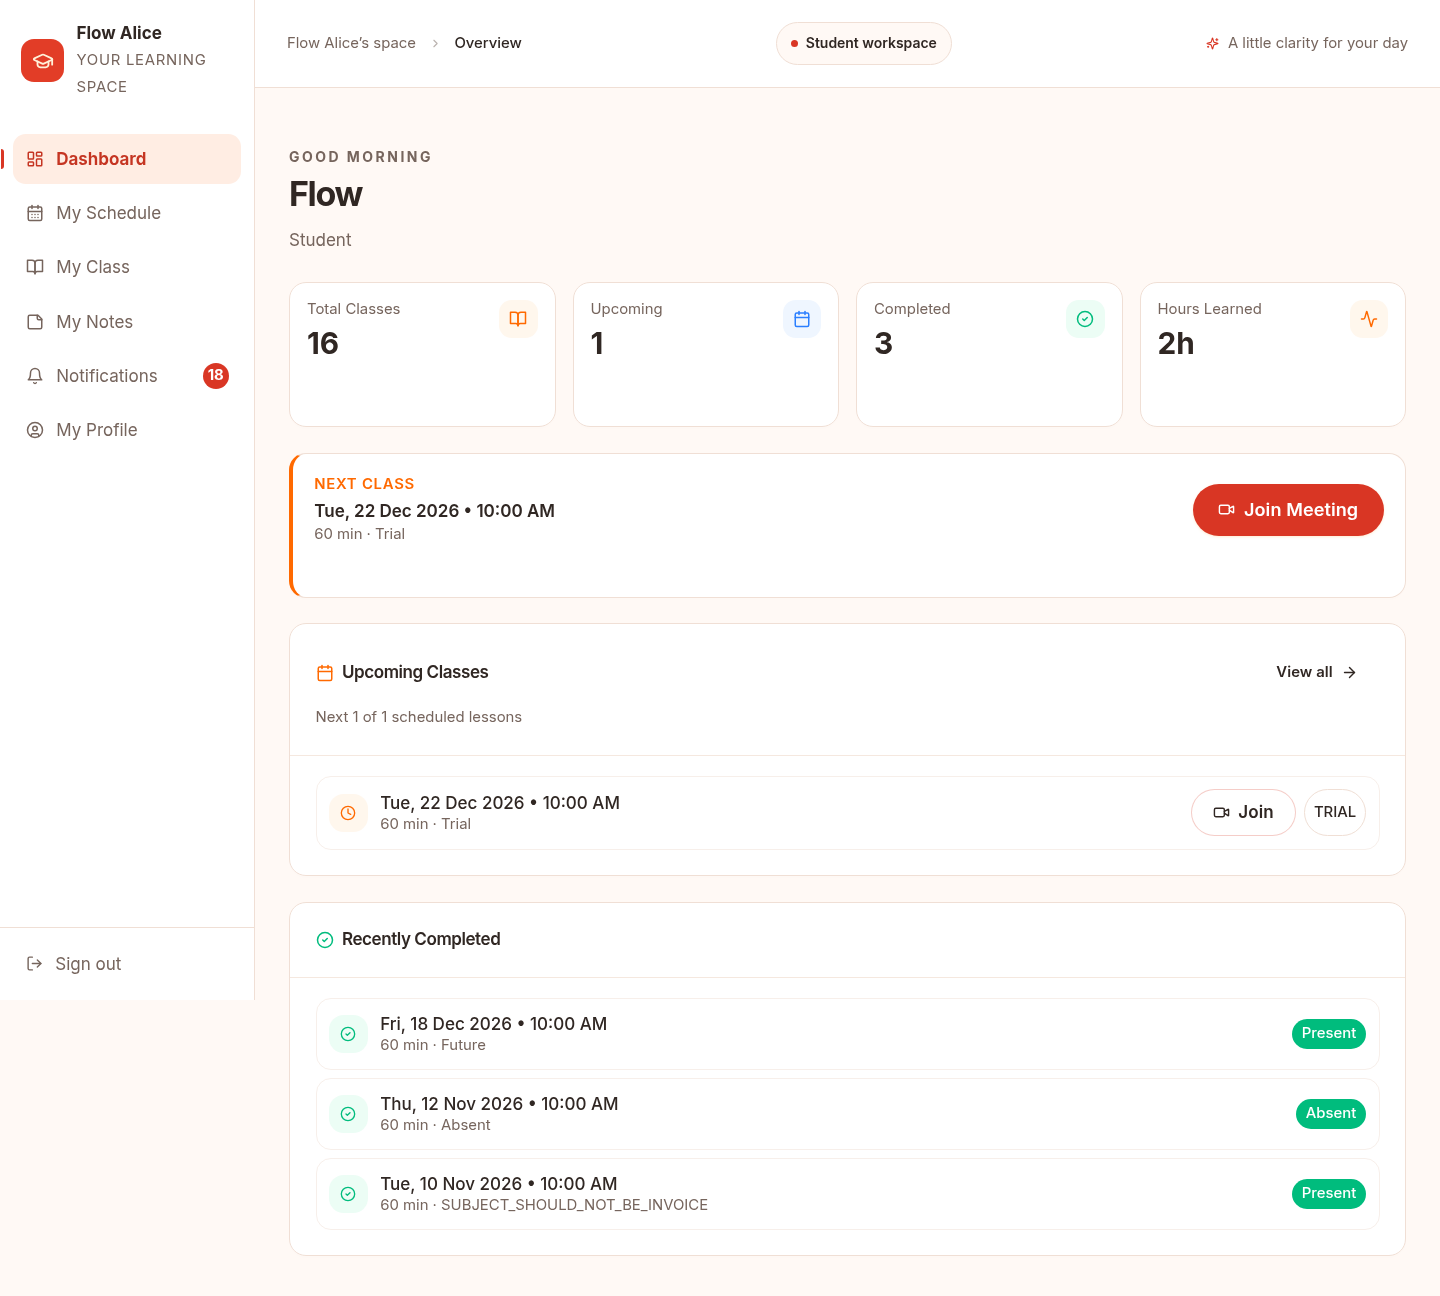 Flow Alice
YOUR LEARNING
SPACE
Dashboard
My Schedule
My Class
My Notes
Notifications 18
My Profile
Sign out
Flow Alice's space › Overview
Student workspace
A little clarity for your day
GOOD MORNING
Flow
Student
Total Classes
16
Upcoming
1
Completed
3
Hours Learned
2h
NEXT CLASS
Tue, 22 Dec 2026 • 10:00 AM
60 min · Trial
Join Meeting
Upcoming Classes
View all →
Next 1 of 1 scheduled lessons
Tue, 22 Dec 2026 • 10:00 AM
60 min · Trial
Join
TRIAL
Recently Completed
Fri, 18 Dec 2026 • 10:00 AM
60 min · Future
Present
Thu, 12 Nov 2026 • 10:00 AM
60 min · Absent
Absent
Tue, 10 Nov 2026 • 10:00 AM
60 min · SUBJECT_SHOULD_NOT_BE_INVOICE
Present